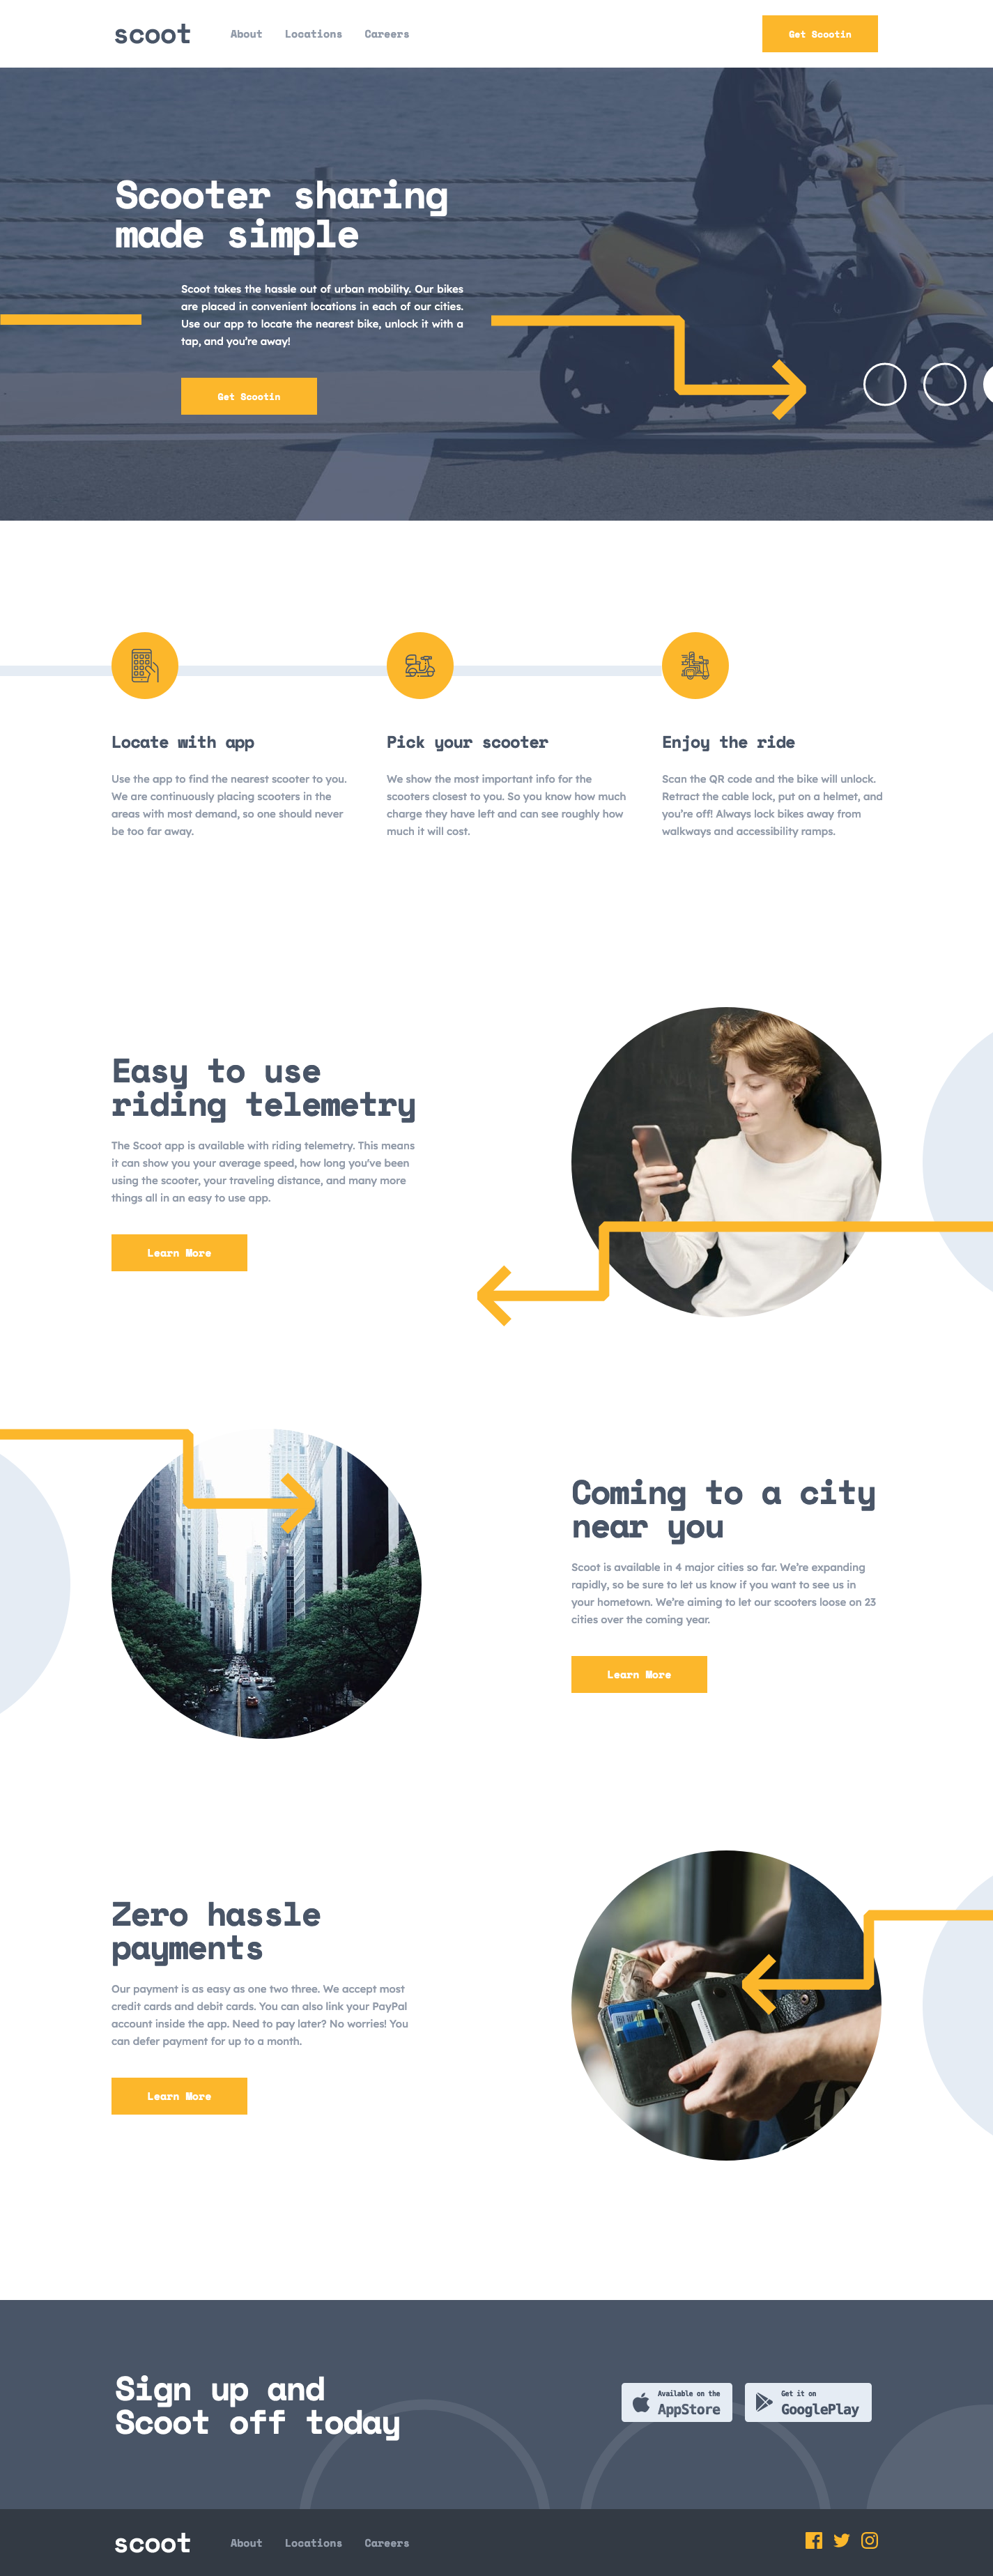 scoot
About
Locations
Careers
Get Scootin
Scooter sharing
made simple
Scoot takes the hassle out of urban mobility. Our bikes
are placed in convenient locations in each of our cities.
Use our app to locate the nearest bike, unlock it with a
tap, and you’re away!
Get Scootin
Locate with app
Use the app to find the nearest scooter to you.
We are continuously placing scooters in the
areas with most demand, so one should never
be too far away.
Pick your scooter
We show the most important info for the
scooters closest to you. So you know how much
charge they have left and can see roughly how
much it will cost.
Enjoy the ride
Scan the QR code and the bike will unlock.
Retract the cable lock, put on a helmet, and
you’re off! Always lock bikes away from
walkways and accessibility ramps.
Easy to use
riding telemetry
The Scoot app is available with riding telemetry. This means
it can show you your average speed, how long you've been
using the scooter, your traveling distance, and many more
things all in an easy to use app.
Learn More
Coming to a city
near you
Scoot is available in 4 major cities so far. We’re expanding
rapidly, so be sure to let us know if you want to see us in
your hometown. We’re aiming to let our scooters loose on 23
cities over the coming year.
Learn More
Zero hassle
payments
Our payment is as easy as one two three. We accept most
credit cards and debit cards. You can also link your PayPal
account inside the app. Need to pay later? No worries! You
can defer payment for up to a month.
Learn More
Sign up and
Scoot off today
Available on the
AppStore
Get it on
GooglePlay
scoot
About
Locations
Careers